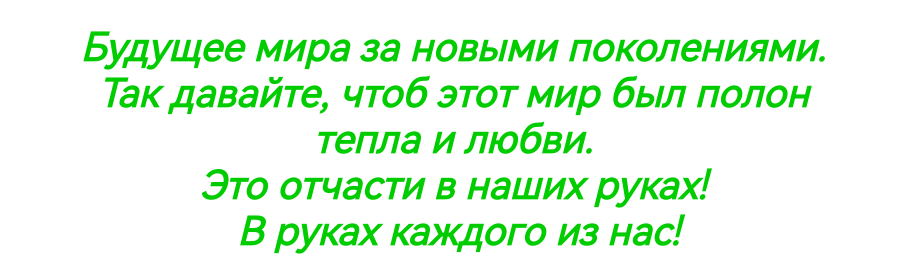 Будущее мира за новыми поколениями.
Так давайте, чтоб этот мир был полон
тепла и любви.
Это отчасти в наших руках!
В руках каждого из нас!